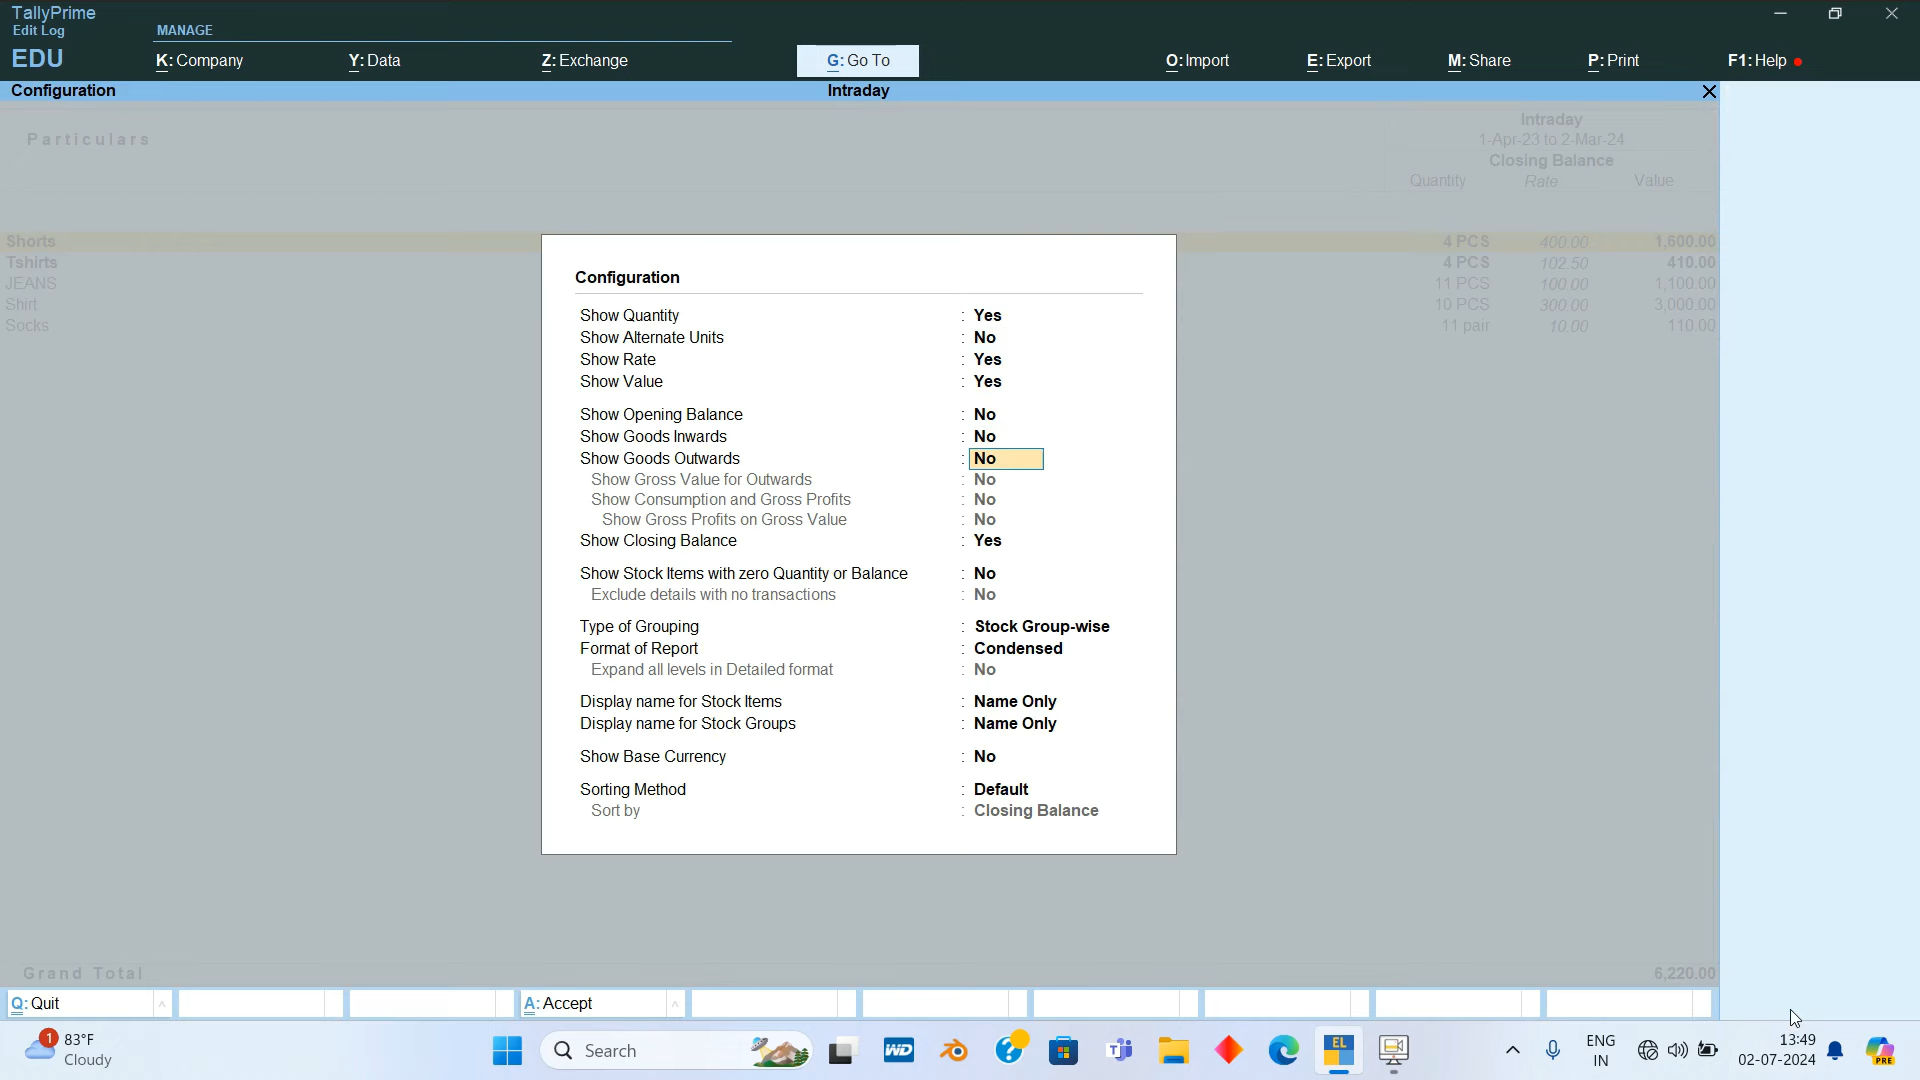 TallyPrime
Edit Log
EDU
MANAGE
K: Company
Y: Data
Z: Exchange
G: Go To
O: Import
E: Export
M: Share
P: Print
F1: Help
Configuration
Intraday
Particulars
Intraday
1-Apr-23 to 2-Mar-24
Closing Balance
Quantity Rate Value
Shorts 4 PCS 400.00 1,600.00
Tshirts 4 PCS 102.50 410.00
JEANS 11 PCS 100.00 1,100.00
Shirt 10 PCS 300.00 3,000.00
Socks 11 pair 10.00 110.00
Configuration
Show Quantity : Yes
Show Alternate Units : No
Show Rate : Yes
Show Value : Yes
Show Opening Balance : No
Show Goods Inwards : No
Show Goods Outwards : No
Show Gross Value for Outwards : No
Show Consumption and Gross Profits : No
Show Gross Profits on Gross Value : No
Show Closing Balance : Yes
Show Stock Items with zero Quantity or Balance : No
Exclude details with no transactions : No
Type of Grouping : Stock Group-wise
Format of Report : Condensed
Expand all levels in Detailed format : No
Display name for Stock Items : Name Only
Display name for Stock Groups : Name Only
Show Base Currency : No
Sorting Method : Default
Sort by : Closing Balance
Grand Total 6,220.00
Q: Quit
A: Accept
1
83°F
Cloudy
Search
WD
EL
ENG
IN
13:49
02-07-2024
PRE